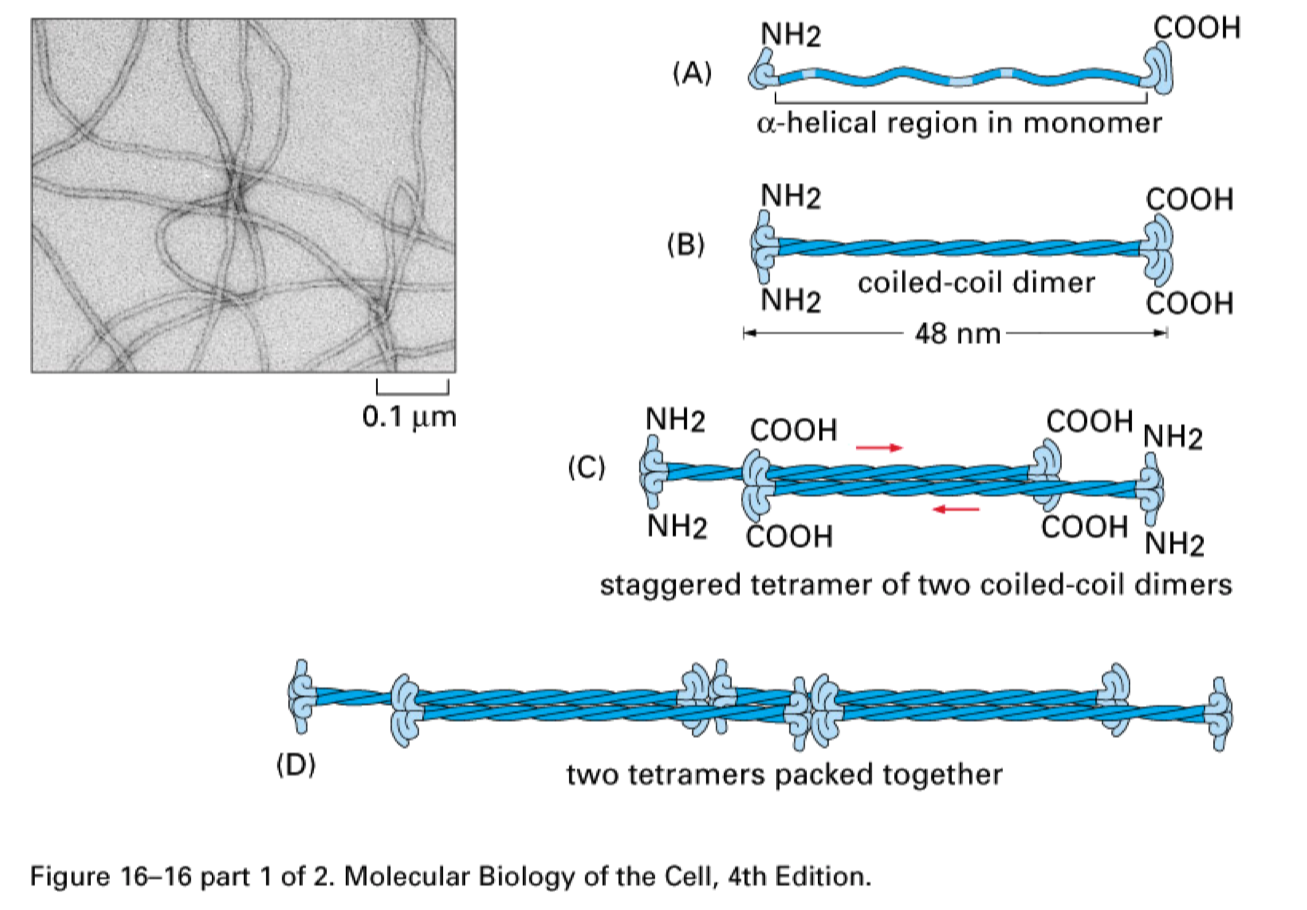 0.1 μm
(A)
NH2
COOH
α-helical region in monomer
(B)
NH2
COOH
NH2
coiled-coil dimer
COOH
48 nm
(C)
NH2
COOH
COOH
NH2
NH2
COOH
COOH
NH2
staggered tetramer of two coiled-coil dimers
(D)
two tetramers packed together
Figure 16–16 part 1 of 2. Molecular Biology of the Cell, 4th Edition.